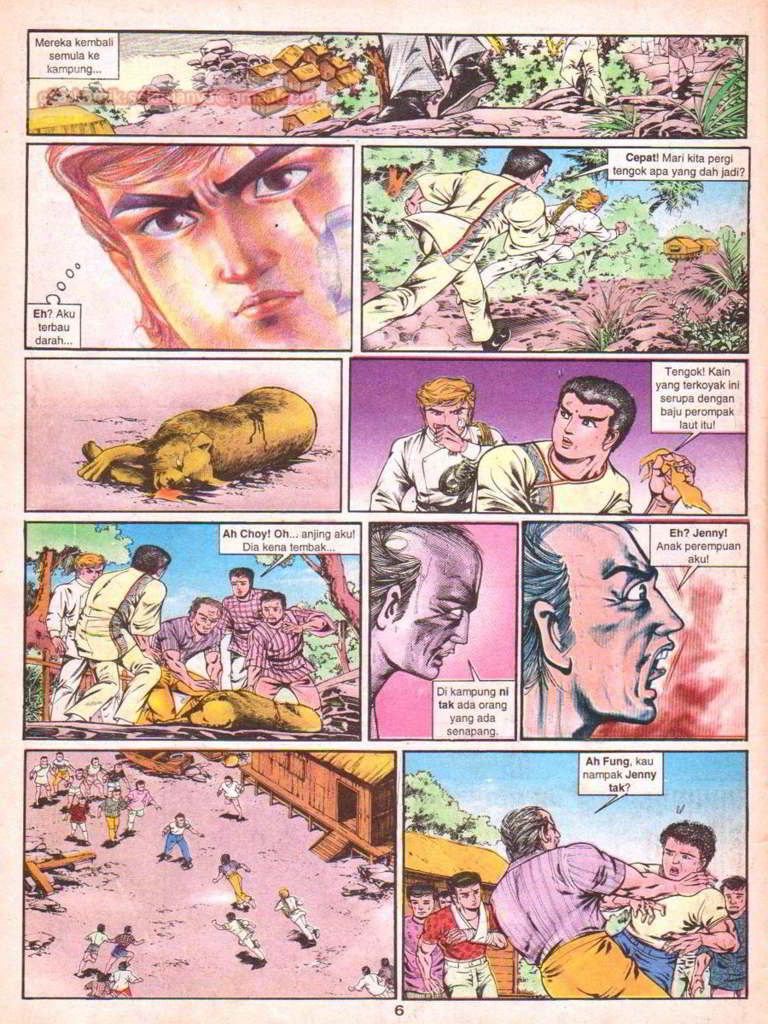 Mereka kembali
semula ke
kampung...
Eh? Aku
terbau
darah...
Cepat! Mari kita pergi
tengok apa yang dah jadi?
Tengok! Kain
yang terkoyak ini
serupa dengan
baju perompak
laut itu!
Ah Choy! Oh... anjing aku!
Dia kena tembak...
Di kampung ni
tak ada orang
yang ada
senapang.
Eh? Jenny!
Anak perempuan
aku!
Ah Fung, kau
nampak Jenny
tak?
6